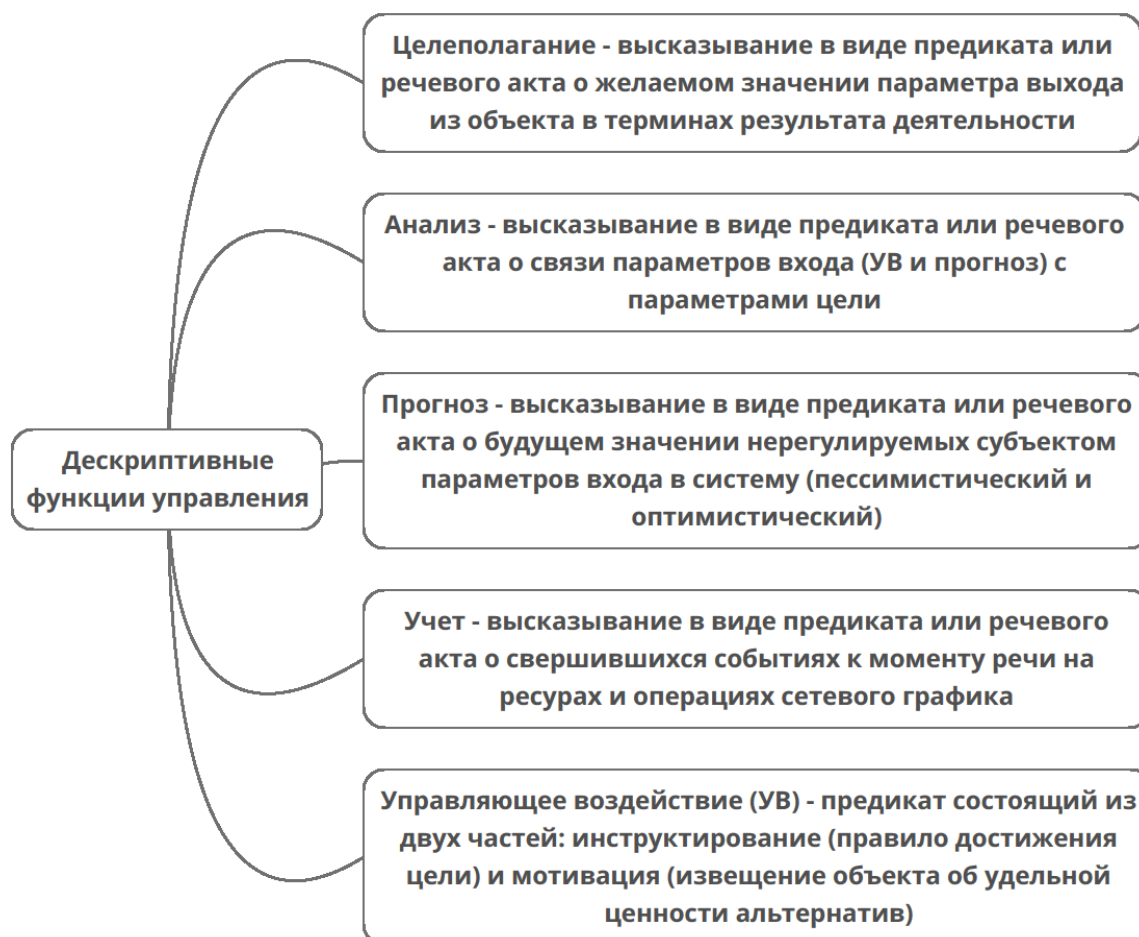 Целеполагание - высказывание в виде предиката или
речевого акта о желаемом значении параметра выхода
из объекта в терминах результата деятельности
Анализ - высказывание в виде предиката или речевого
акта о связи параметров входа (УВ и прогноз) с
параметрами цели
Прогноз - высказывание в виде предиката или речевого
акта о будущем значении нерегулируемых субъектом
параметров входа в систему (пессимистический и
оптимистический)
Дескриптивные
функции управления
Учет - высказывание в виде предиката или речевого
акта о свершившихся событиях к моменту речи на
ресурах и операциях сетевого графика
Управляющее воздействие (УВ) - предикат состоящий из
двух частей: инструктирование (правило достижения
цели) и мотивация (извещение объекта об удельной
ценности альтернатив)